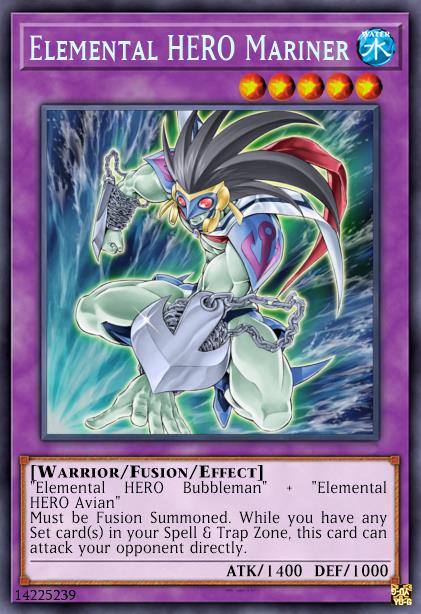 ELEMENTAL HERO MARINER
WATER
水
[WARRIOR/FUSION/EFFECT]
"Elemental HERO Bubbleman" + "Elemental
HERO Avian"
Must be Fusion Summoned. While you have any
Set card(s) in your Spell & Trap Zone, this card can
attack your opponent directly.
ATK/1400 DEF/1000
14225239